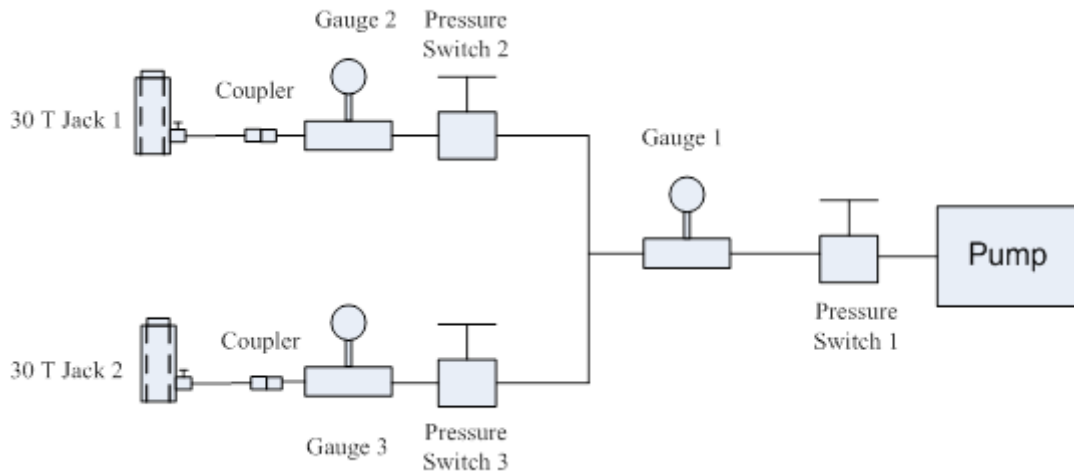 Gauge 2
Pressure
Switch 2
Coupler
30 T Jack 1
Gauge 1
Pump
Pressure
Switch 1
Coupler
30 T Jack 2
Gauge 3
Pressure
Switch 3